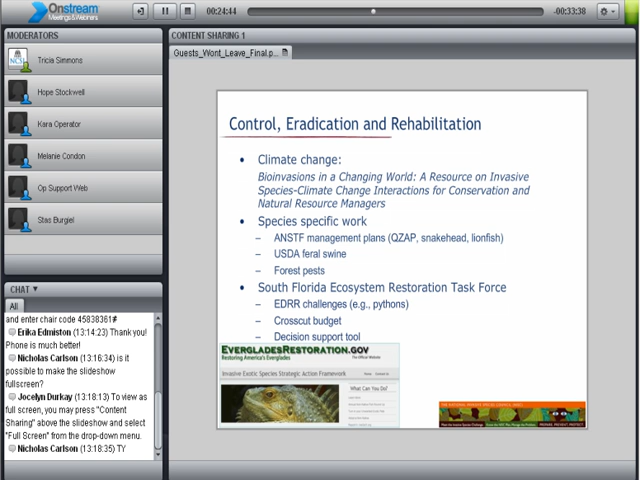 Onstream
Meetings & Webinars
00:24:44
-00:33:38
MODERATORS
NCSL
Tricia Simmons
Hope Stockwell
Kara Operator
Melanie Condon
Op Support Web
Stas Burgiel
CHAT
All
and enter chair code 45838361#
Erika Edmiston (13:14:23) Thank you!
Phone is much better!
Nicholas Carlson (13:16:34) is it
possible to make the slideshow
fullscreen?
Jocelyn Durkay (13:18:13) To view as
full screen, you may press "Content
Sharing" above the slideshow and select
"Full Screen" from the drop-down menu.
Nicholas Carlson (13:18:35) TY
CONTENT SHARING 1
Guests_Wont_Leave_Final.p...
Control, Eradication and Rehabilitation
• Climate change:
Bioinvasions in a Changing World: A Resource on Invasive
Species-Climate Change Interactions for Conservation and
Natural Resource Managers
• Species specific work
– ANSTF management plans (QZAP, snakehead, lionfish)
– USDA feral swine
– Forest pests
• South Florida Ecosystem Restoration Task Force
– EDRR challenges (e.g., pythons)
– Crosscut budget
– Decision support tool
EVERGLADESRESTORATION.GOV
Restoring America's Everglades The Official Website
Invasive Exotic Species Strategic Action Framework
Home Contact Us
What Can You Do?